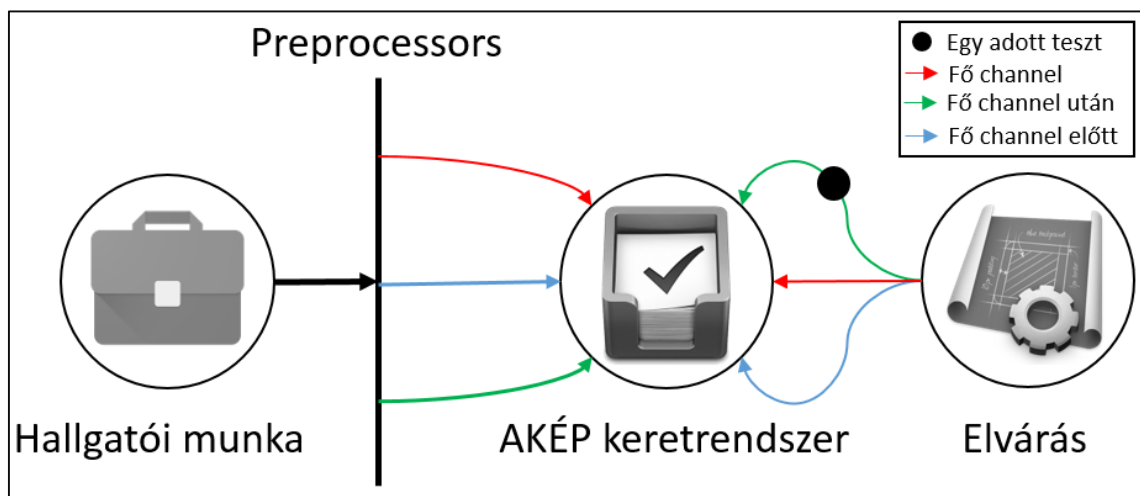 Preprocessors
Egy adott teszt
Fő channel
Fő channel után
Fő channel előtt
Hallgatói munka
AKÉP keretrendszer
Elvárás